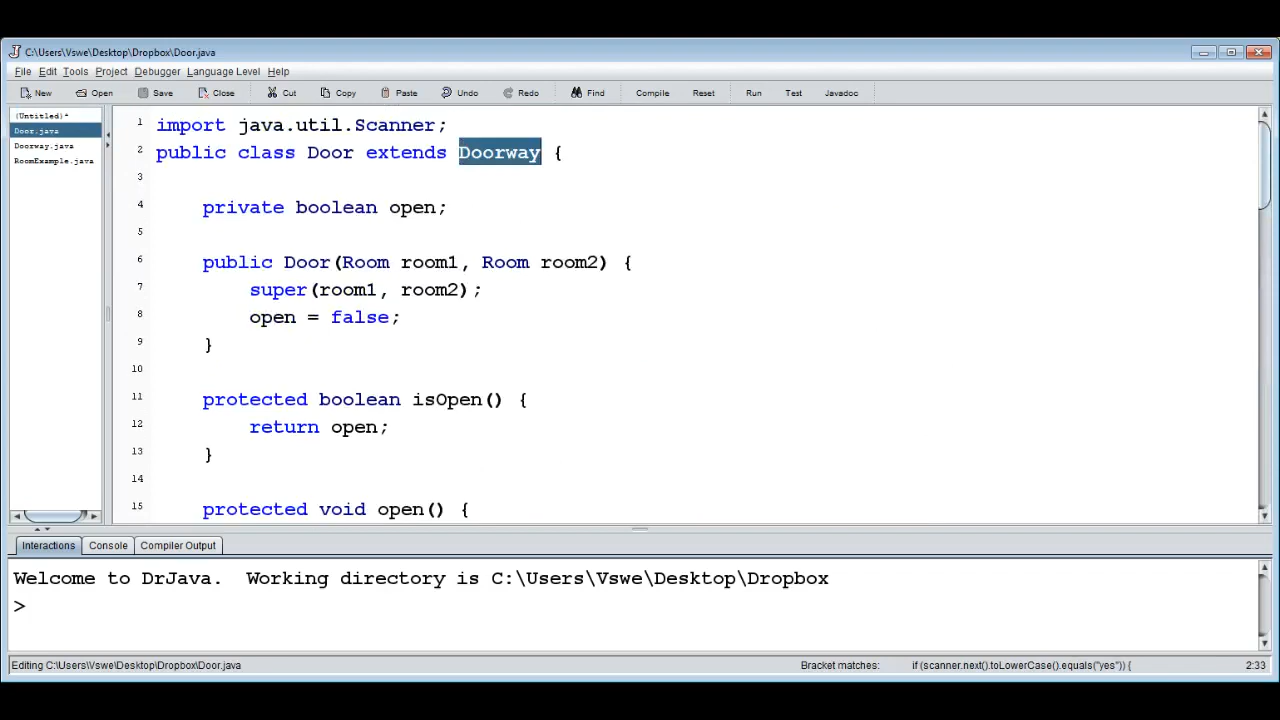 C:\Users\Vswe\Desktop\Dropbox\Door.java
File Edit Tools Project Debugger Language Level Help
New Open Save Close Cut Copy Paste Undo Redo Find Compile Reset Run Test Javadoc
(Untitled)*
Door.java
Doorway.java
RoomExample.java
1 import java.util.Scanner;
2 public class Door extends Doorway {
3
4 private boolean open;
5
6 public Door(Room room1, Room room2) {
7 super(room1, room2);
8 open = false;
9 }
10
11 protected boolean isOpen() {
12 return open;
13 }
14
15 protected void open() {
Interactions Console Compiler Output
Welcome to DrJava. Working directory is C:\Users\Vswe\Desktop\Dropbox
>
Editing C:\Users\Vswe\Desktop\Dropbox\Door.java Bracket matches: if (scanner.next().toLowerCase().equals("yes")) { 2:33